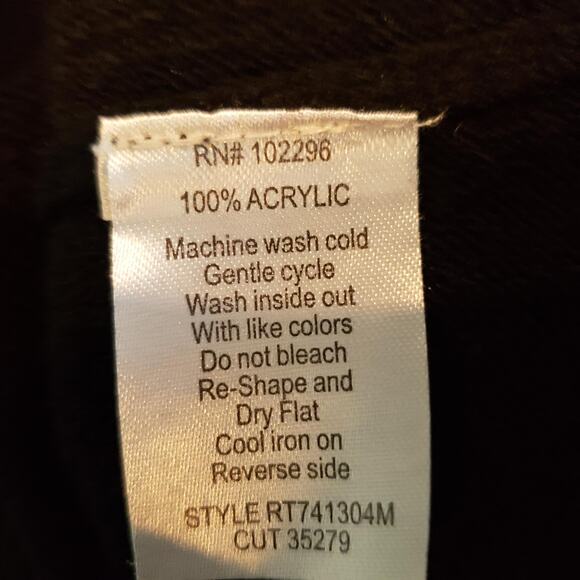 RN# 102296
100% ACRYLIC
Machine wash cold
Gentle cycle
Wash inside out
With like colors
Do not bleach
Re-Shape and
Dry Flat
Cool iron on
Reverse side
STYLE RT741304M
CUT 35279